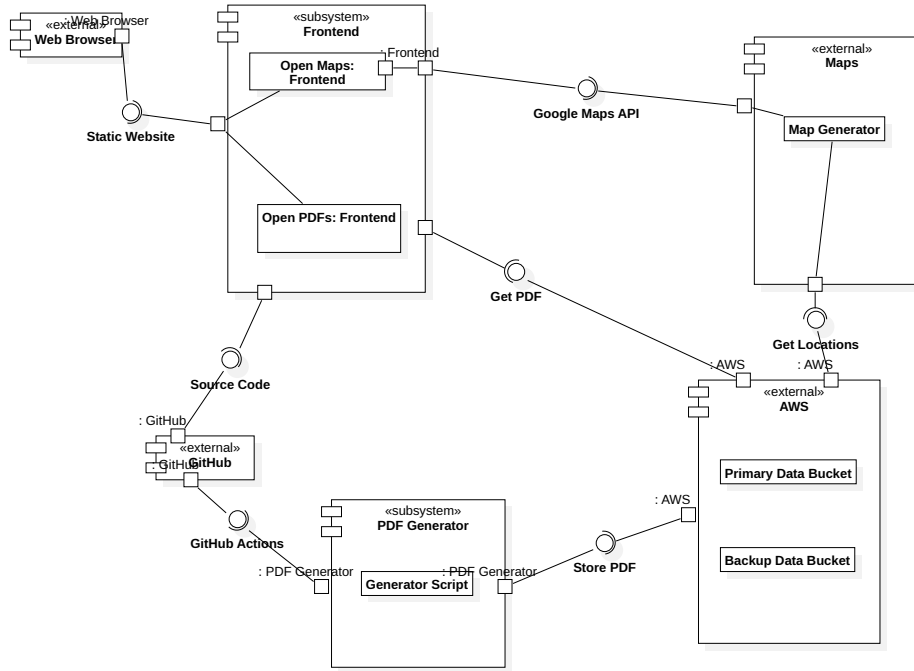 «external»
: Web Browser
Web Browser
Static Website
«subsystem»
Frontend
Open Maps:
Frontend
: Frontend
Open PDFs: Frontend
Google Maps API
«external»
Maps
Map Generator
Get PDF
Get Locations
Source Code
: GitHub
«external»
GitHub
: GitHub
GitHub Actions
: PDF Generator
«subsystem»
PDF Generator
Generator Script
: PDF Generator
Store PDF
: AWS
: AWS
: AWS
«external»
AWS
Primary Data Bucket
Backup Data Bucket